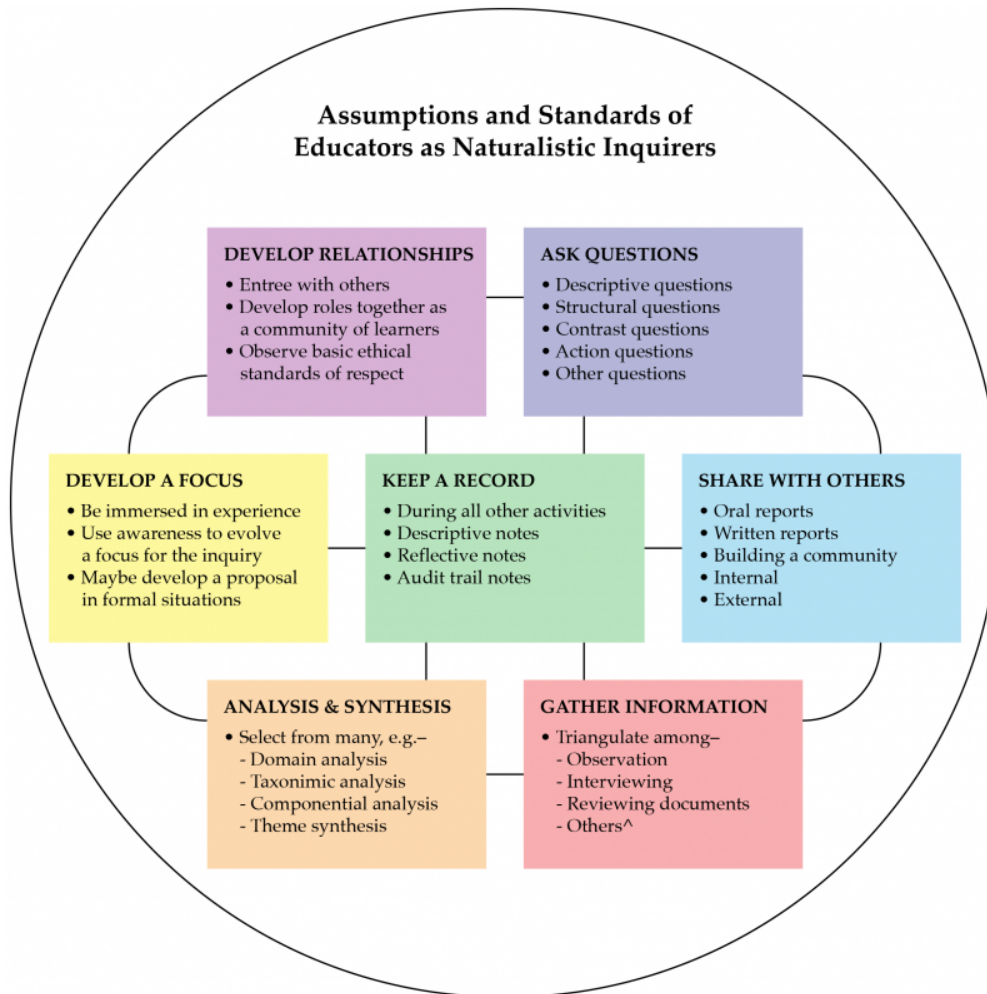 Assumptions and Standards of
Educators as Naturalistic Inquirers
DEVELOP RELATIONSHIPS
• Entree with others
• Develop roles together as
a community of learners
• Observe basic ethical
standards of respect
ASK QUESTIONS
• Descriptive questions
• Structural questions
• Contrast questions
• Action questions
• Other questions
DEVELOP A FOCUS
• Be immersed in experience
• Use awareness to evolve
a focus for the inquiry
• Maybe develop a proposal
in formal situations
KEEP A RECORD
• During all other activities
• Descriptive notes
• Reflective notes
• Audit trail notes
SHARE WITH OTHERS
• Oral reports
• Written reports
• Building a community
• Internal
• External
ANALYSIS & SYNTHESIS
• Select from many, e.g.–
- Domain analysis
- Taxonimic analysis
- Componential analysis
- Theme synthesis
GATHER INFORMATION
• Triangulate among–
- Observation
- Interviewing
- Reviewing documents
- Others^